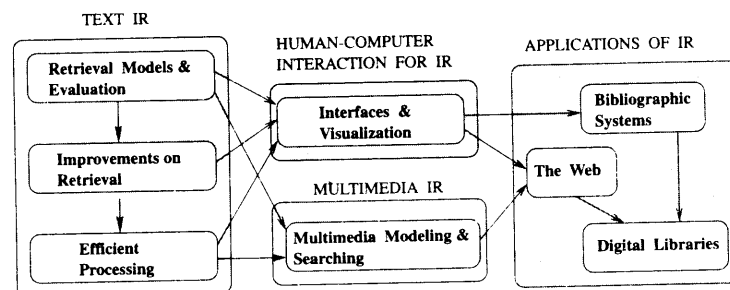 TEXT IR
Retrieval Models &
Evaluation
Improvements on
Retrieval
Efficient
Processing
HUMAN-COMPUTER
INTERACTION FOR IR
Interfaces &
Visualization
MULTIMEDIA IR
Multimedia Modeling &
Searching
APPLICATIONS OF IR
Bibliographic
Systems
The Web
Digital Libraries